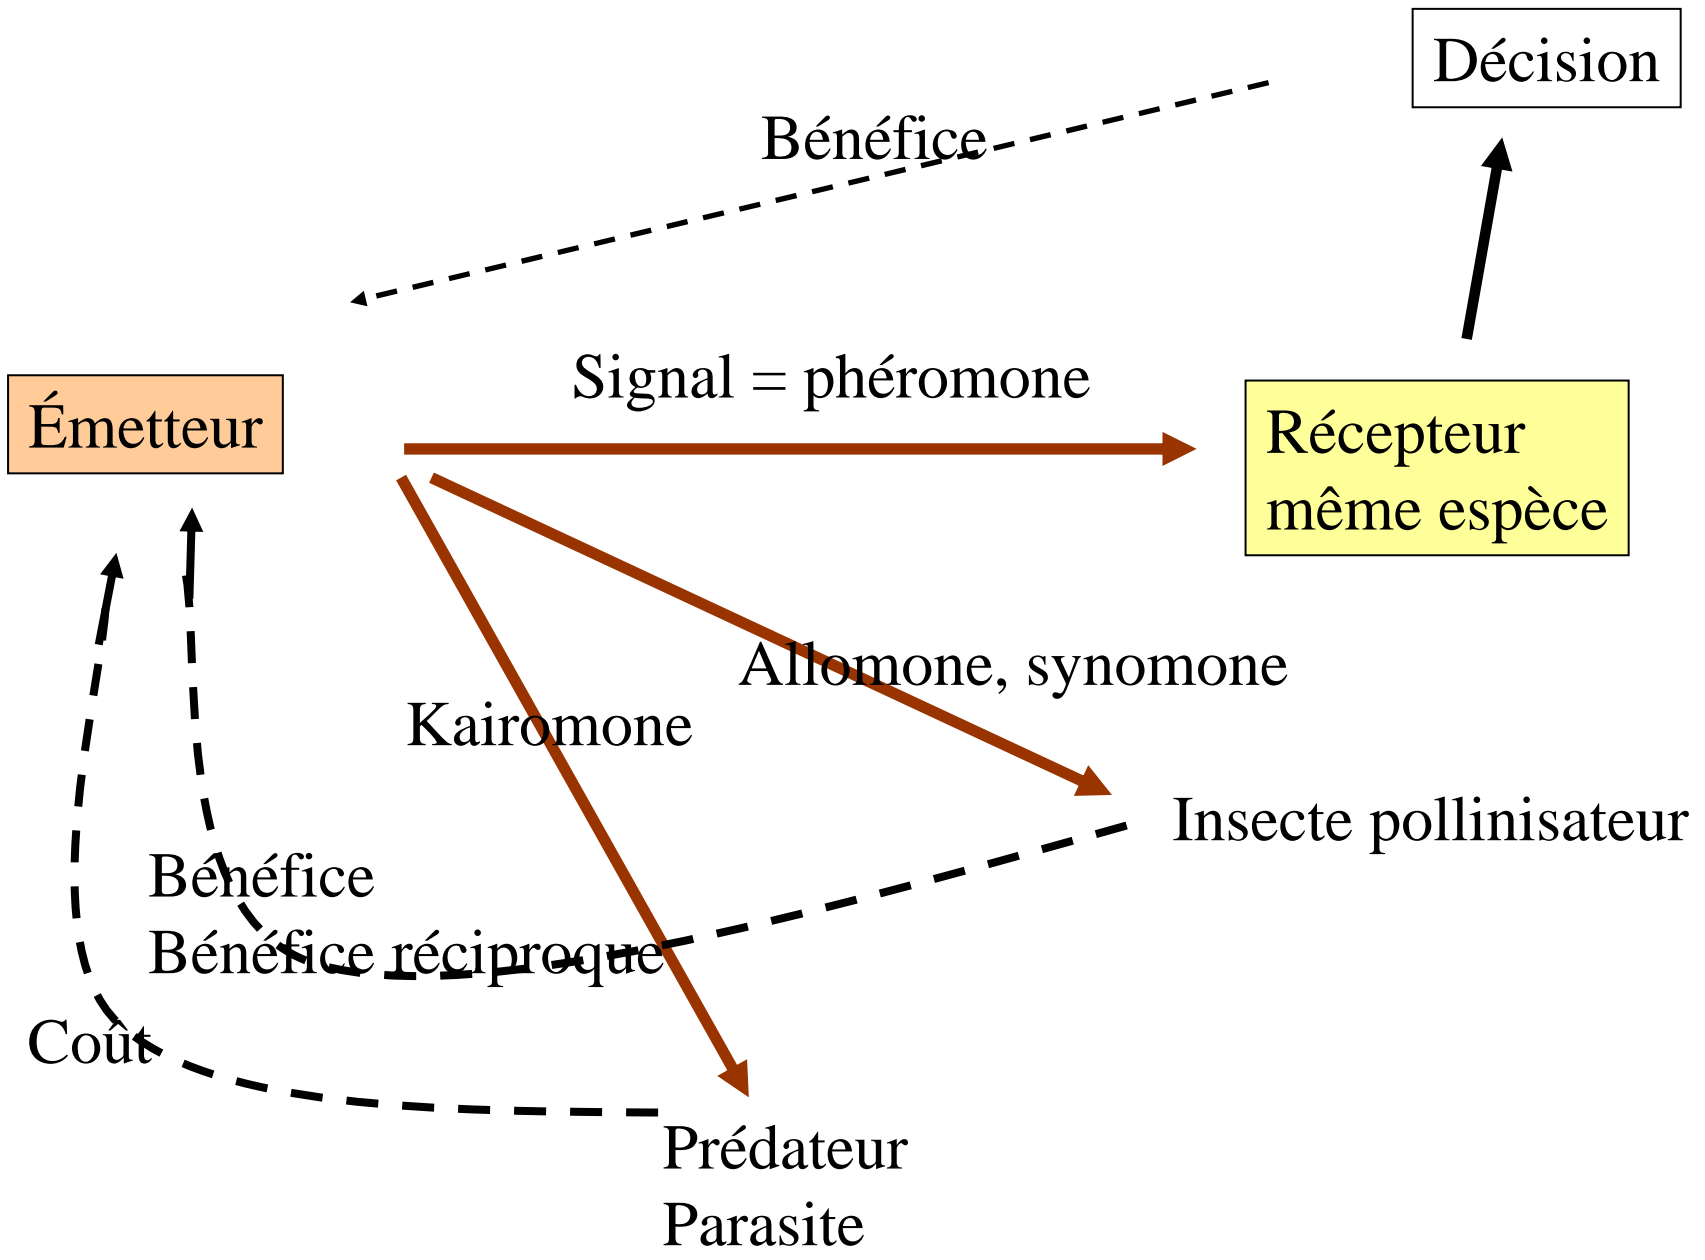 Décision
Bénéfice
Signal = phéromone
Émetteur
Récepteur
même espèce
Allomone, synomone
Kairomone
Insecte pollinisateur
Bénéfice
Bénéfice réciproque
Coût
Prédateur
Parasite